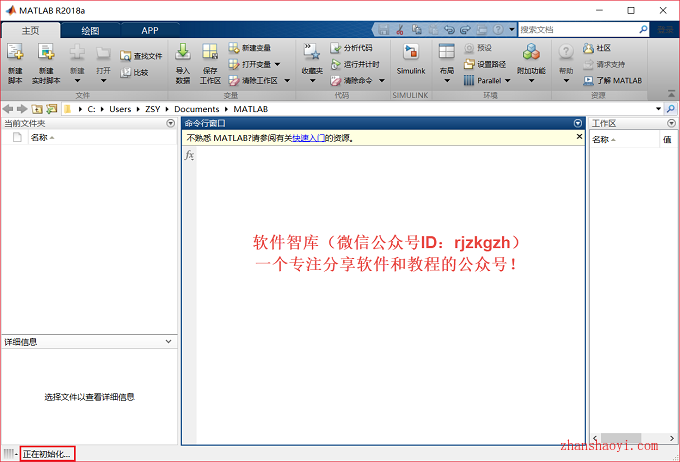 MATLAB R2018a
主页 绘图 APP 搜索文档 登录
新建脚本 新建实时脚本 新建 打开 查找文件 比较 导入数据 保存工作区 新建变量 打开变量 清除工作区 收藏夹 分析代码 运行并计时 清除命令 Simulink 布局 预设 设置路径 Parallel 附加功能 帮助 社区 请求支持 了解 MATLAB
文件 变量 代码 SIMULINK 环境 资源
C: Users ZSY Documents MATLAB
当前文件夹 命令行窗口 工作区
名称 不熟悉 MATLAB?请参阅有关快速入门的资源。 名称 值
fx
软件智库（微信公众号ID：rjzkgzh）
一个专注分享软件和教程的公众号！
详细信息
选择文件以查看详细信息
zhanshaoyi.com
正在初始化...